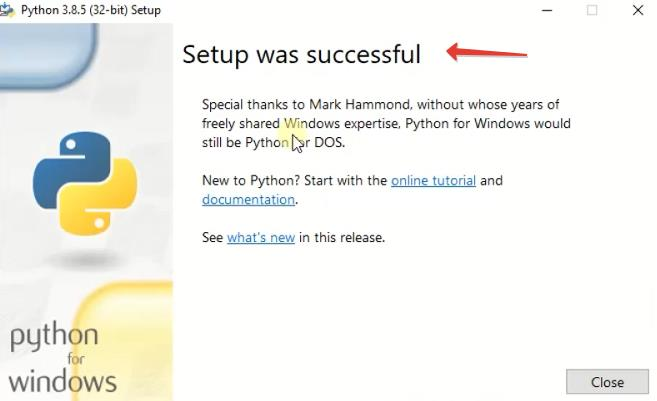 Python 3.8.5 (32-bit) Setup
Setup was successful
Special thanks to Mark Hammond, without whose years of
freely shared Windows expertise, Python for Windows would
still be Python for DOS.
New to Python? Start with the online tutorial and
documentation.
See what's new in this release.
python
for
windows
Close